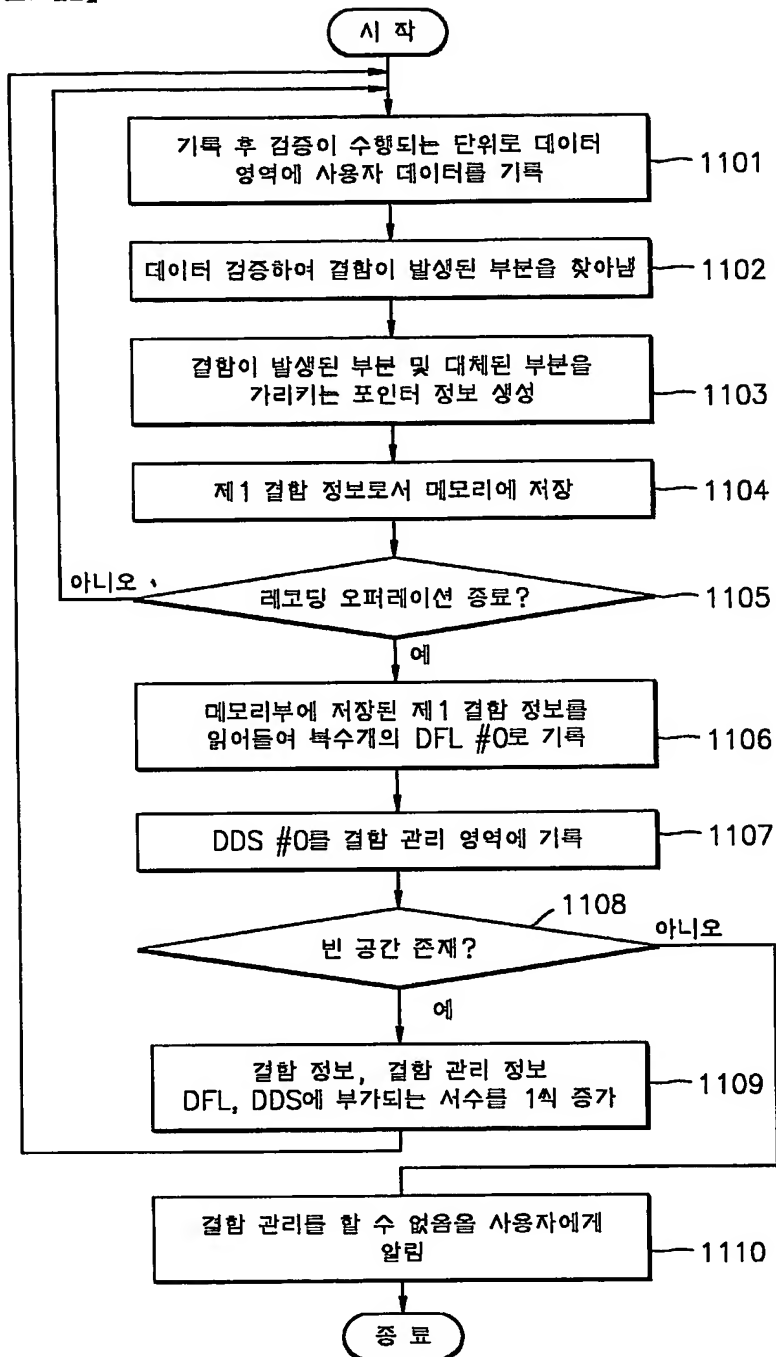 시 작
기록 후 검증이 수행되는 단위로 데이터
영역에 사용자 데이터를 기록
1101
데이터 검증하여 결함이 발생된 부분을 찾아냄
1102
결함이 발생된 부분 및 대체된 부분을
가리키는 포인터 정보 생성
1103
제1 결함 정보로서 메모리에 저장
1104
아니오
레코딩 오퍼레이션 종료?
1105
예
메모리부에 저장된 제1 결함 정보를
읽어들여 복수개의 DFL #0로 기록
1106
DDS #0를 결함 관리 영역에 기록
1107
1108
빈 공간 존재?
아니오
예
결함 정보, 결함 관리 정보
DFL, DDS에 부가되는 서수를 1씩 증가
1109
결함 관리를 할 수 없음을 사용자에게
알림
1110
종 료